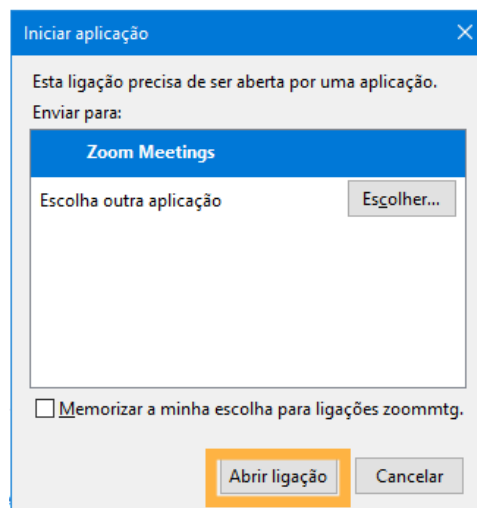 Iniciar aplicação
Esta ligação precisa de ser aberta por uma aplicação.
Enviar para:
Zoom Meetings
Escolha outra aplicação
Escolher...
Memorizar a minha escolha para ligações zoommtg.
Abrir ligação
Cancelar